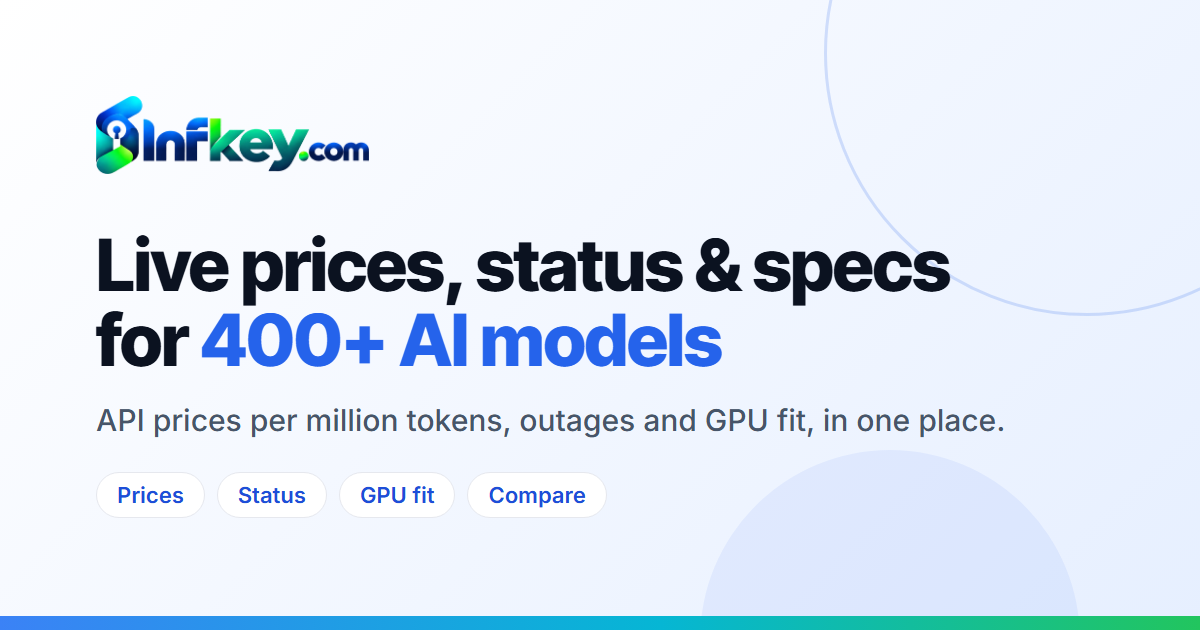 Infkey.com
Live prices, status & specs
for 400+ AI models
API prices per million tokens, outages and GPU fit, in one place.
Prices
Status
GPU fit
Compare